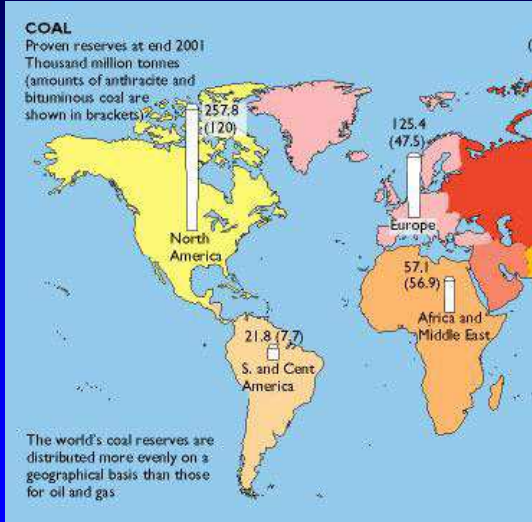 COAL
Proven reserves at end 2001
Thousand million tonnes
(amounts of anthracite and
bituminous coal are
shown in brackets)
257.8
(120)
North
America
125.4
(47.5)
Europe
57.1
(56.9)
Africa and
Middle East
21.8 (7.7)
S. and Cent
America
The world's coal reserves are
distributed more evenly on a
geographical basis than those
for oil and gas